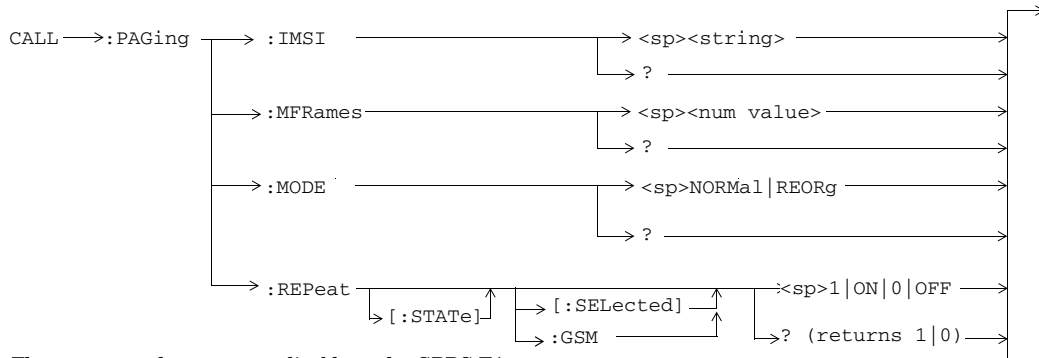 CALL :PAGing :IMSI <sp><string>
?
:MFRames <sp><num value>
?
:MODE <sp>NORMal|REORg
?
:REPeat <sp>1|ON|0|OFF
[:STATe] [:SELected]
:GSM ? (returns 1|0)